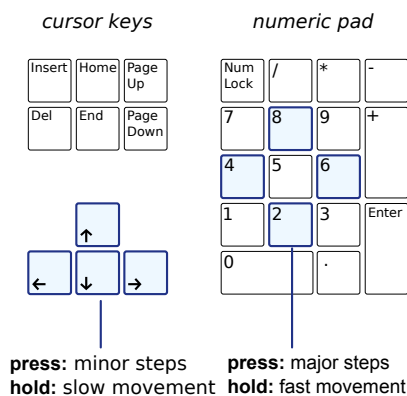 cursor keys
numeric pad
Insert Home Page Up
Del End Page Down
↑
← ↓ →
Num Lock / * -
7 8 9 +
4 5 6
1 2 3 Enter
0 .
press: minor steps
hold: slow movement
press: major steps
hold: fast movement